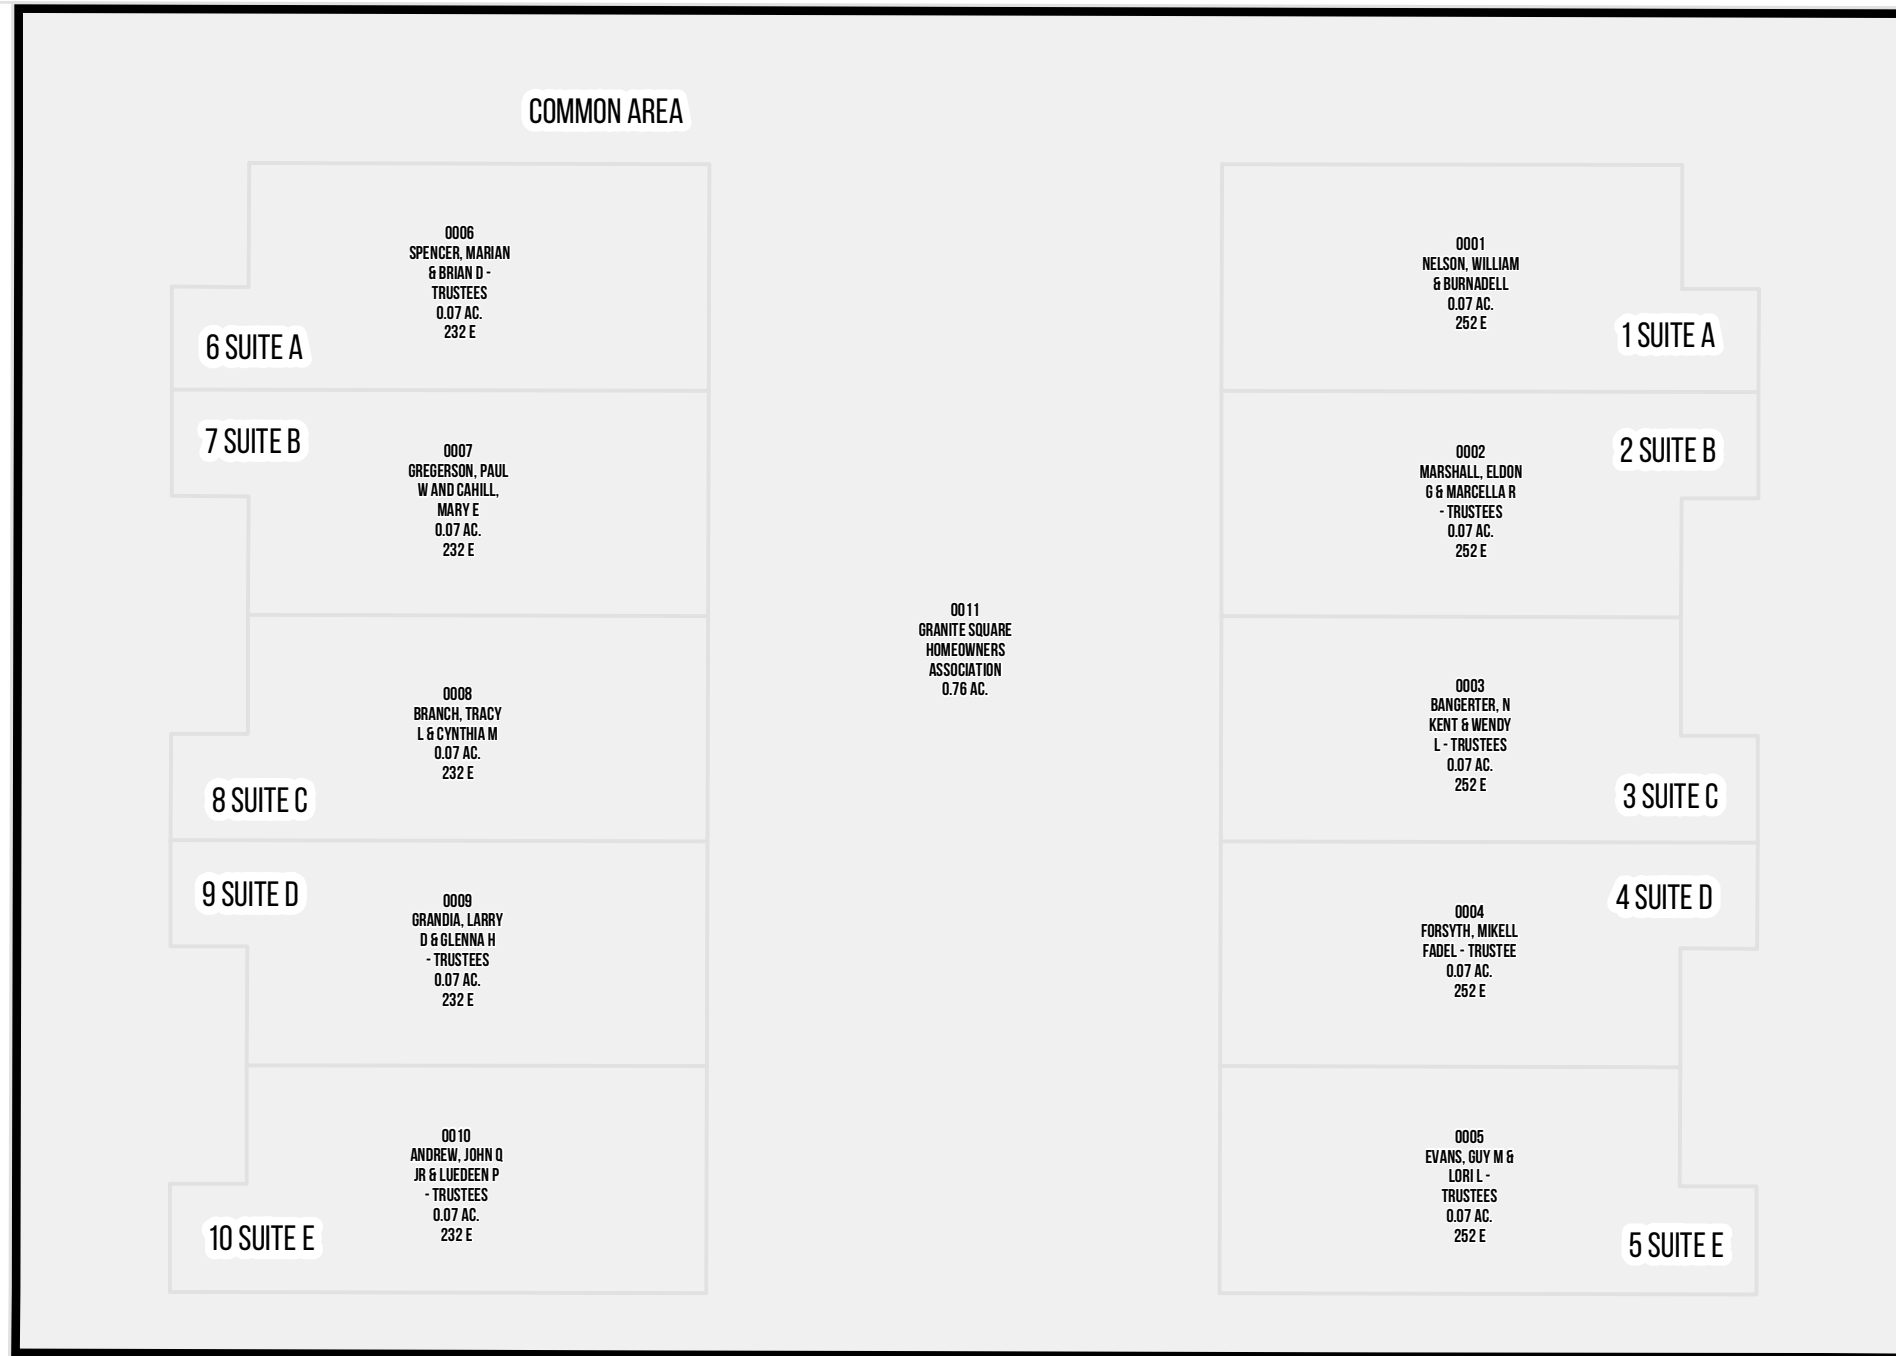 COMMON AREA
0006
SPENCER, MARIAN
& BRIAN D -
TRUSTEES
0.07 AC.
232 E
6 SUITE A
7 SUITE B
0007
GREGERSON, PAUL
W AND CAHILL,
MARY E
0.07 AC.
232 E
0008
BRANCH, TRACY
L & CYNTHIA M
0.07 AC.
232 E
8 SUITE C
9 SUITE D
0009
GRANDIA, LARRY
D & GLENNA H
- TRUSTEES
0.07 AC.
232 E
0010
ANDREW, JOHN Q
JR & LUEDEEN P
- TRUSTEES
0.07 AC.
232 E
10 SUITE E
0011
GRANITE SQUARE
HOMEOWNERS
ASSOCIATION
0.76 AC.
0001
NELSON, WILLIAM
& BURNADELL
0.07 AC.
252 E
1 SUITE A
2 SUITE B
0002
MARSHALL, ELDON
G & MARCELLA R
- TRUSTEES
0.07 AC.
252 E
0003
BANGERTER, N
KENT & WENDY
L - TRUSTEES
0.07 AC.
252 E
3 SUITE C
4 SUITE D
0004
FORSYTH, MIKELL
FADEL - TRUSTEE
0.07 AC.
252 E
0005
EVANS, GUY M &
LORI L -
TRUSTEES
0.07 AC.
252 E
5 SUITE E